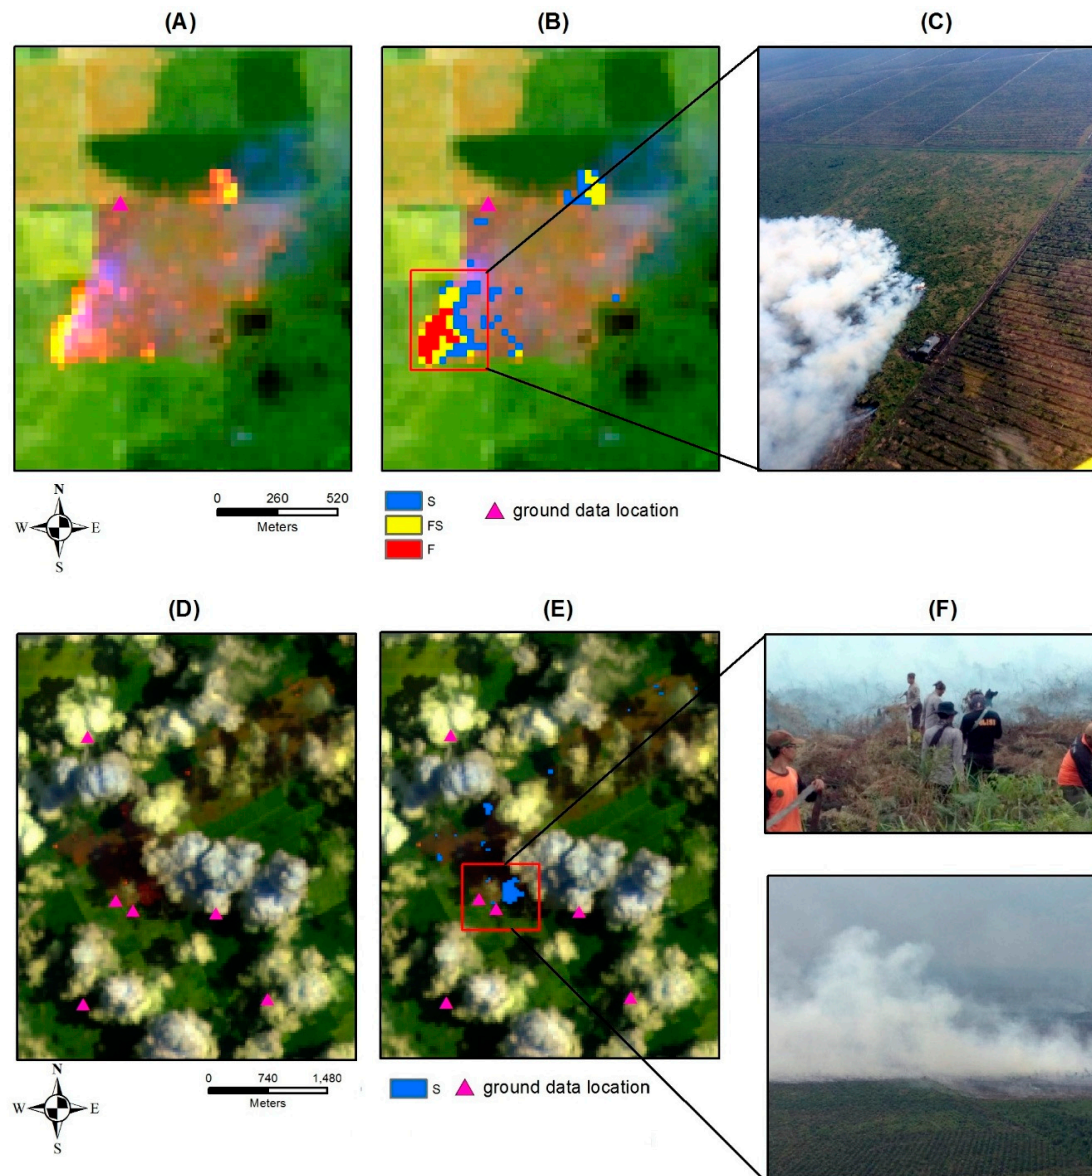 (A) (B) (C)
N
W E
S
0 260 520
Meters
S
FS
F
ground data location
(D) (E) (F)
N
W E
S
0 740 1,480
Meters
S ground data location